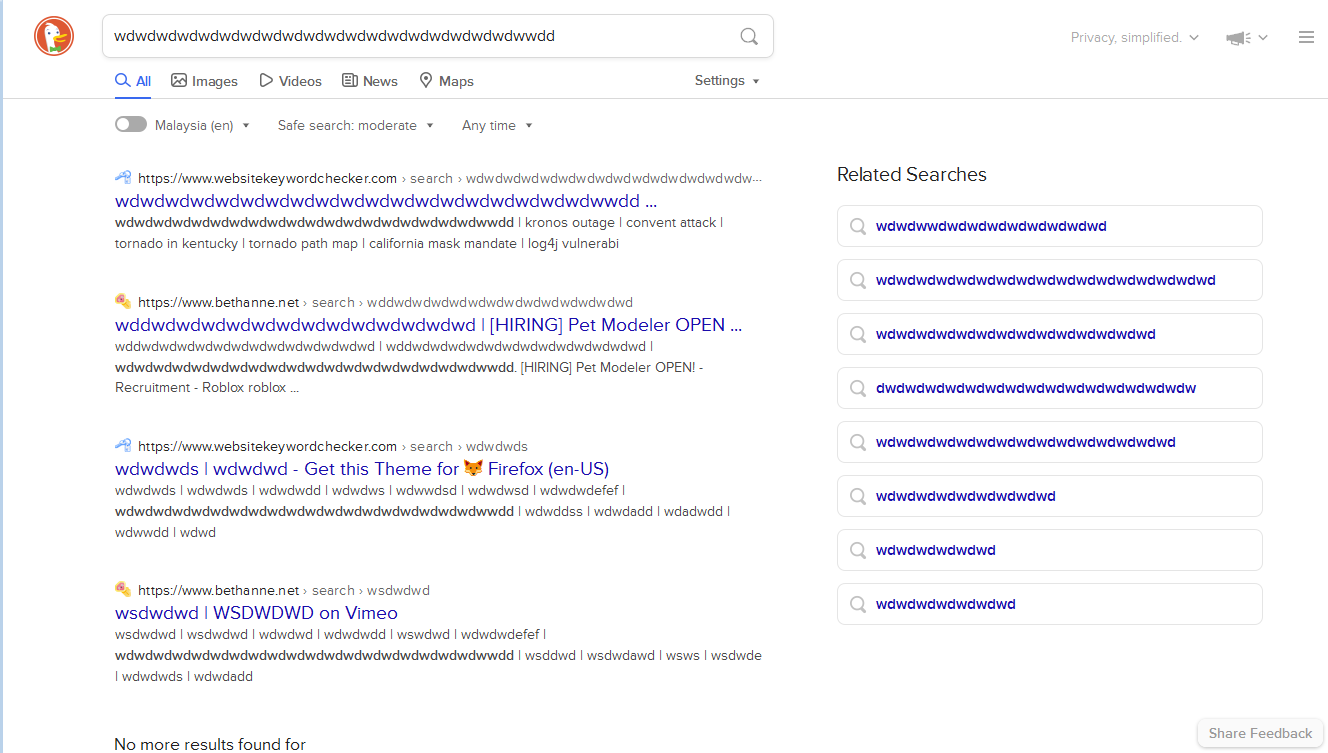 wdwdwdwdwdwdwdwdwdwdwdwdwdwdwdwdwdwdwdwwdd
Privacy, simplified.
All
Images
Videos
News
Maps
Settings
Malaysia (en)
Safe search: moderate
Any time
https://www.websitekeywordchecker.com › search › wdwdwdwdwdwdwdwdwdwdwdwdwdwdwdw…
wdwdwdwdwdwdwdwdwdwdwdwdwdwdwdwdwdwdwdwwdd ...
wdwdwdwdwdwdwdwdwdwdwdwdwdwdwdwdwdwdwdwwdd | kronos outage | convent attack |
tornado in kentucky | tornado path map | california mask mandate | log4j vulnerabi
https://www.bethanne.net › search › wddwdwdwdwdwdwdwdwdwdwdwdwdwd
wddwdwdwdwdwdwdwdwdwdwdwdwdwd | [HIRING] Pet Modeler OPEN ...
wddwdwdwdwdwdwdwdwdwdwdwdwdwd | wddwdwdwdwdwdwdwdwdwdwdwdwdwd |
wdwdwdwdwdwdwdwdwdwdwdwdwdwdwdwdwdwdwdwwdd. [HIRING] Pet Modeler OPEN! -
Recruitment - Roblox roblox ...
https://www.websitekeywordchecker.com › search › wdwdwds
wdwdwds | wdwdwd - Get this Theme for 🦊 Firefox (en-US)
wdwdwds | wdwdwds | wdwdwdd | wdwdws | wdwwdsd | wdwdwsd | wdwdwdefef |
wdwdwdwdwdwdwdwdwdwdwdwdwdwdwdwdwdwdwdwwdd | wdwddss | wdwdadd | wdadwdd |
wdwwdd | wdwd
https://www.bethanne.net › search › wsdwdwd
wsdwdwd | WSDWDWD on Vimeo
wsdwdwd | wsdwdwd | wdwdwd | wdwdwdd | wswdwd | wdwdwdefef |
wdwdwdwdwdwdwdwdwdwdwdwdwdwdwdwdwdwdwdwwdd | wsddwd | wsdwdawd | wsws | wsdwde
| wdwdwds | wdwdadd
No more results found for
Related Searches
wdwdwwdwdwdwdwdwdwdwdwd
wdwdwdwdwdwdwdwdwdwdwdwdwdwdwdwdwd
wdwdwdwdwdwdwdwdwdwdwdwdwdwd
dwdwdwdwdwdwdwdwdwdwdwdwdwdwdwdw
wdwdwdwdwdwdwdwdwdwdwdwdwdwdwd
wdwdwdwdwdwdwdwdwd
wdwdwdwdwdwd
wdwdwdwdwdwdwd
Share Feedback